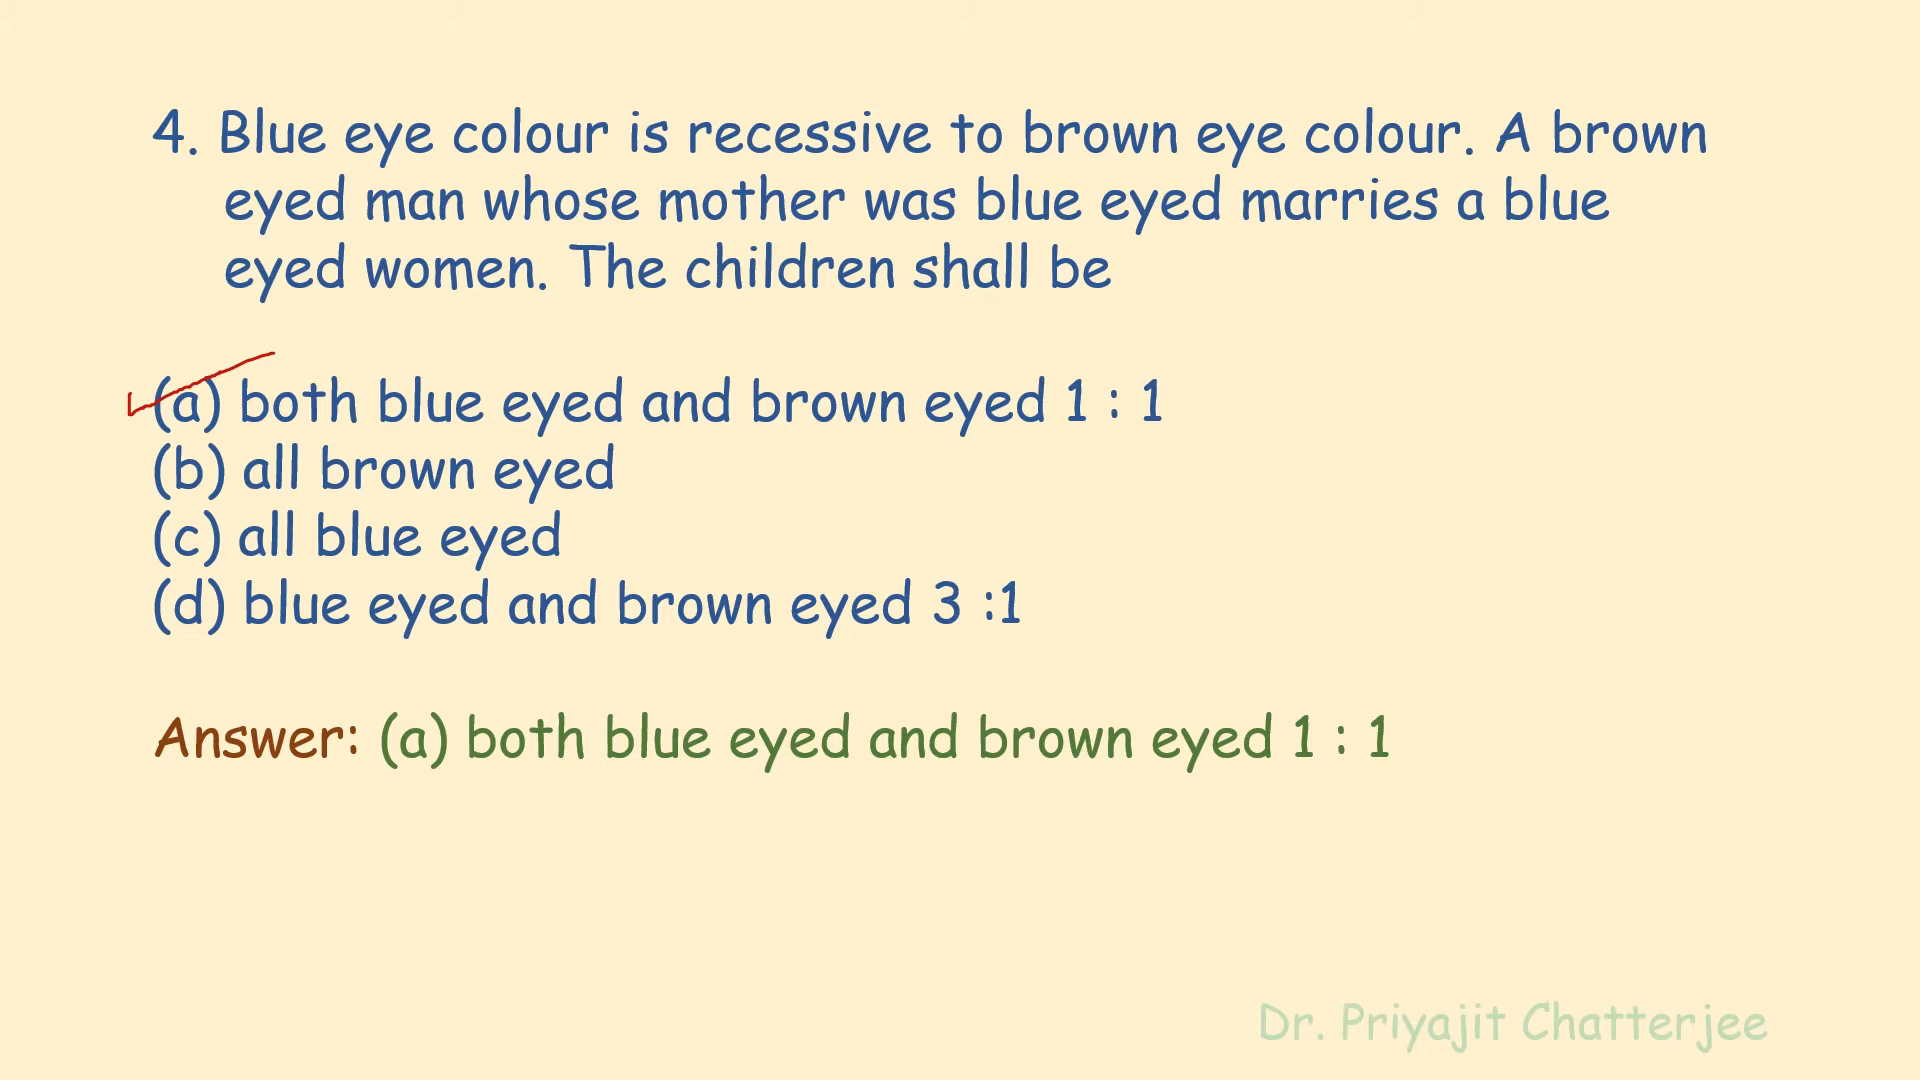 4. Blue eye colour is recessive to brown eye colour. A brown
eyed man whose mother was blue eyed marries a blue
eyed women. The children shall be
(a) both blue eyed and brown eyed 1 : 1
(b) all brown eyed
(c) all blue eyed
(d) blue eyed and brown eyed 3 :1
Answer: (a) both blue eyed and brown eyed 1 : 1
Dr. Priyajit Chatterjee